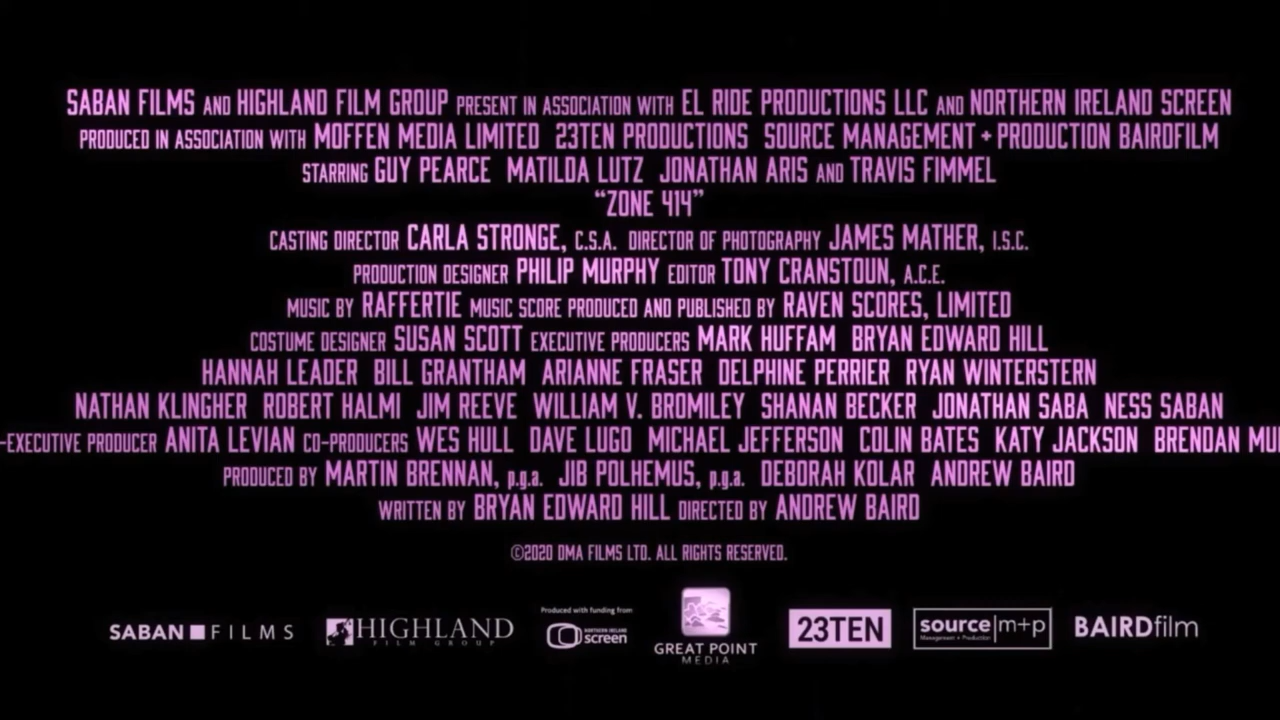 SABAN FILMS AND HIGHLAND FILM GROUP PRESENT IN ASSOCIATION WITH EL RIDE PRODUCTIONS LLC AND NORTHERN IRELAND SCREEN
PRODUCED IN ASSOCIATION WITH MOFFEN MEDIA LIMITED 23TEN PRODUCTIONS SOURCE MANAGEMENT + PRODUCTION BAIRDFILM
STARRING GUY PEARCE MATILDA LUTZ JONATHAN ARIS AND TRAVIS FIMMEL
“ZONE 414”
CASTING DIRECTOR CARLA STRONGE, C.S.A. DIRECTOR OF PHOTOGRAPHY JAMES MATHER, I.S.C.
PRODUCTION DESIGNER PHILIP MURPHY EDITOR TONY CRANSTOUN, A.C.E.
MUSIC BY RAFFERTIE MUSIC SCORE PRODUCED AND PUBLISHED BY RAVEN SCORES, LIMITED
COSTUME DESIGNER SUSAN SCOTT EXECUTIVE PRODUCERS MARK HUFFAM BRYAN EDWARD HILL
HANNAH LEADER BILL GRANTHAM ARIANNE FRASER DELPHINE PERRIER RYAN WINTERSTERN
NATHAN KLINGHER ROBERT HALMI JIM REEVE WILLIAM V. BROMILEY SHANAN BECKER JONATHAN SABA NESS SABAN
-EXECUTIVE PRODUCER ANITA LEVIAN CO-PRODUCERS WES HULL DAVE LUGO MICHAEL JEFFERSON COLIN BATES KATY JACKSON BRENDAN
PRODUCED BY MARTIN BRENNAN, p.g.a. JIB POLHEMUS, p.g.a. DEBORAH KOLAR ANDREW BAIRD
WRITTEN BY BRYAN EDWARD HILL DIRECTED BY ANDREW BAIRD
©2020 DMA FILMS LTD. ALL RIGHTS RESERVED.
SABAN FILMS
HIGHLAND
FILM GROUP
Produced with funding from
NORTHERN IRELAND
screen
GREAT POINT
MEDIA
23TEN
source m+p
Management + Production
BAIRDfilm